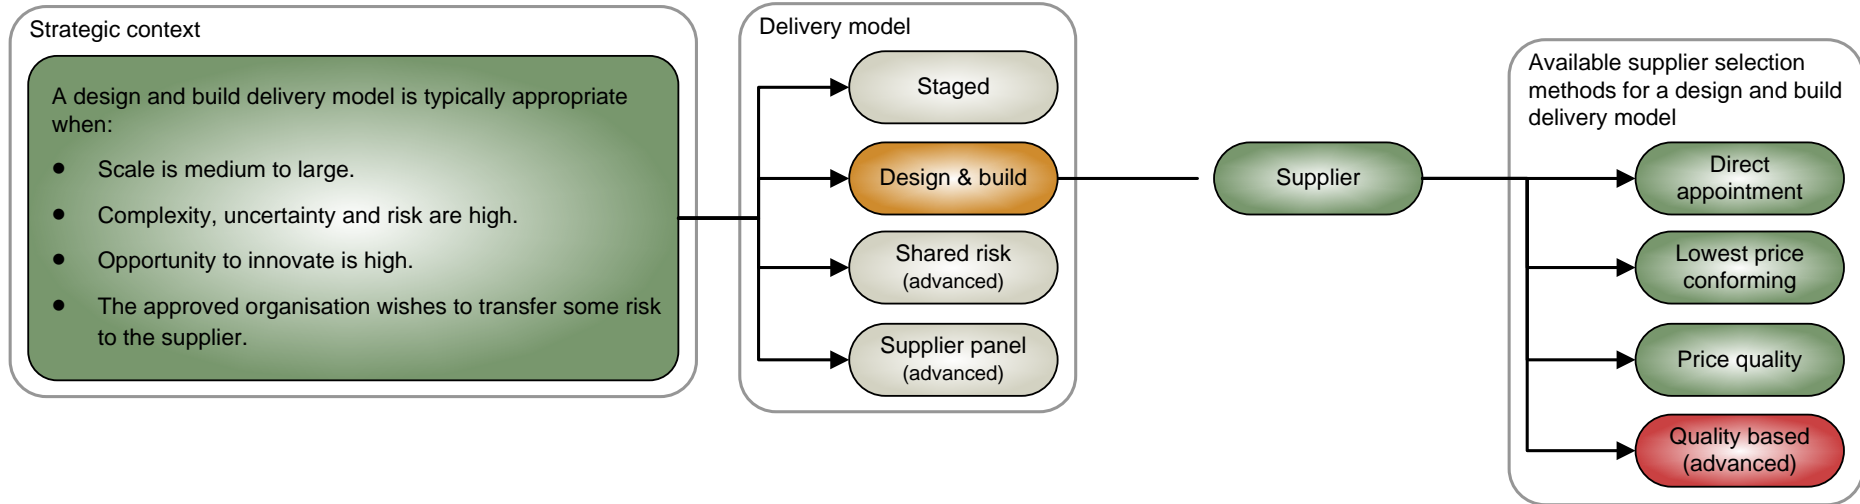 Strategic context
A design and build delivery model is typically appropriate
when:
• Scale is medium to large.
• Complexity, uncertainty and risk are high.
• Opportunity to innovate is high.
• The approved organisation wishes to transfer some risk
to the supplier.
Delivery model
Staged
Design & build
Shared risk
(advanced)
Supplier panel
(advanced)
Supplier
Available supplier selection
methods for a design and build
delivery model
Direct
appointment
Lowest price
conforming
Price quality
Quality based
(advanced)